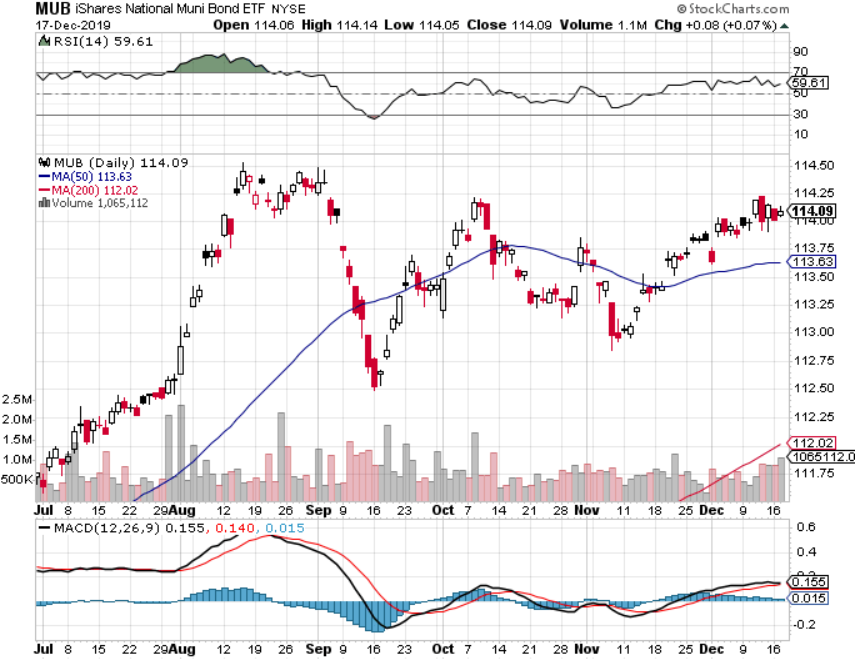 MUB iShares National Muni Bond ETF NYSE © StockCharts.com
17-Dec-2019 Open 114.06 High 114.14 Low 114.05 Close 114.09 Volume 1.1M Chg +0.08 (+0.07%)
RSI(14) 59.61
90
70
59.61
50
30
10
MUB (Daily) 114.09
MA(50) 113.63
MA(200) 112.02
Volume 1,065,112
114.50
114.25
114.09
114.00
113.75
113.63
113.50
113.25
113.00
112.75
112.50
112.25
112.02
1065112.0
111.75
2.5M
2.0M
1.5M
1.0M
500K
Jul 8 15 22 29 Aug 12 19 26 Sep 9 16 23 Oct 7 14 21 28 Nov 11 18 25 Dec 9 16
MACD(12,26,9) 0.155, 0.140, 0.015
0.6
0.4
0.2
0.155
0.015
-0.2
Jul 8 15 22 29 Aug 12 19 26 Sep 9 16 23 Oct 7 14 21 28 Nov 11 18 25 Dec 9 16